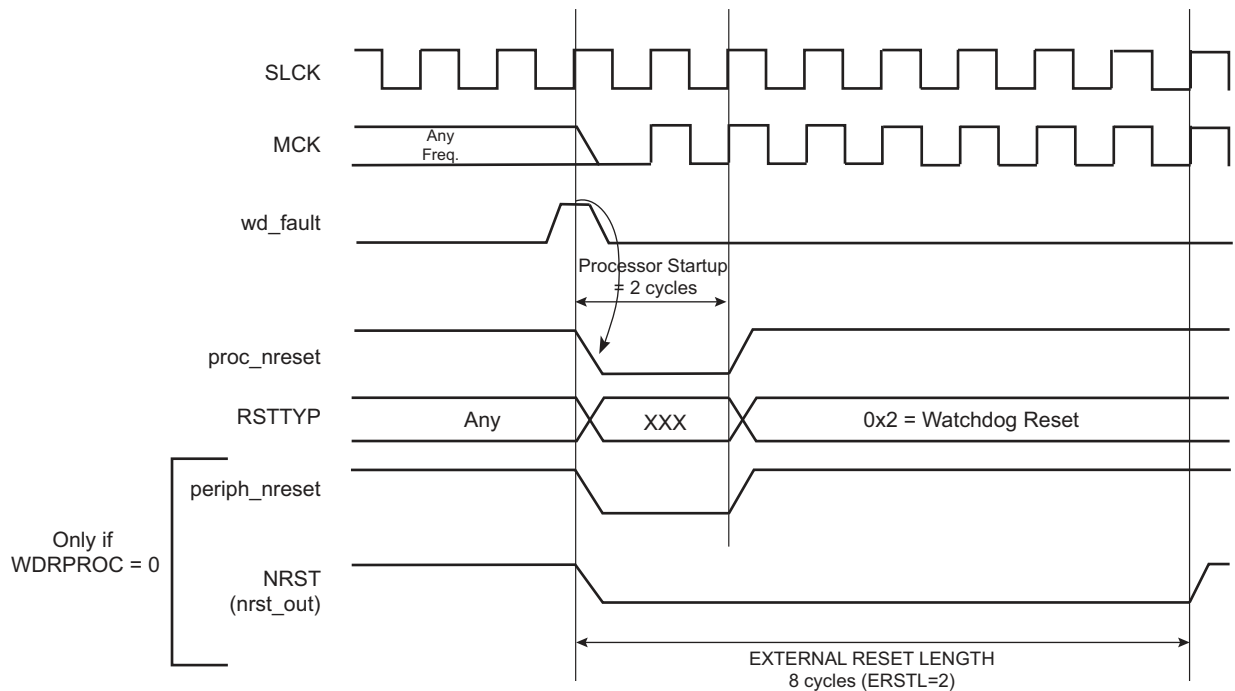 SLCK
MCK
Any
Freq.
wd_fault
Processor Startup
= 2 cycles
proc_nreset
RSTTYP
Any
XXX
0x2 = Watchdog Reset
periph_nreset
Only if
WDRPROC = 0
NRST
(nrst_out)
EXTERNAL RESET LENGTH
8 cycles (ERSTL=2)